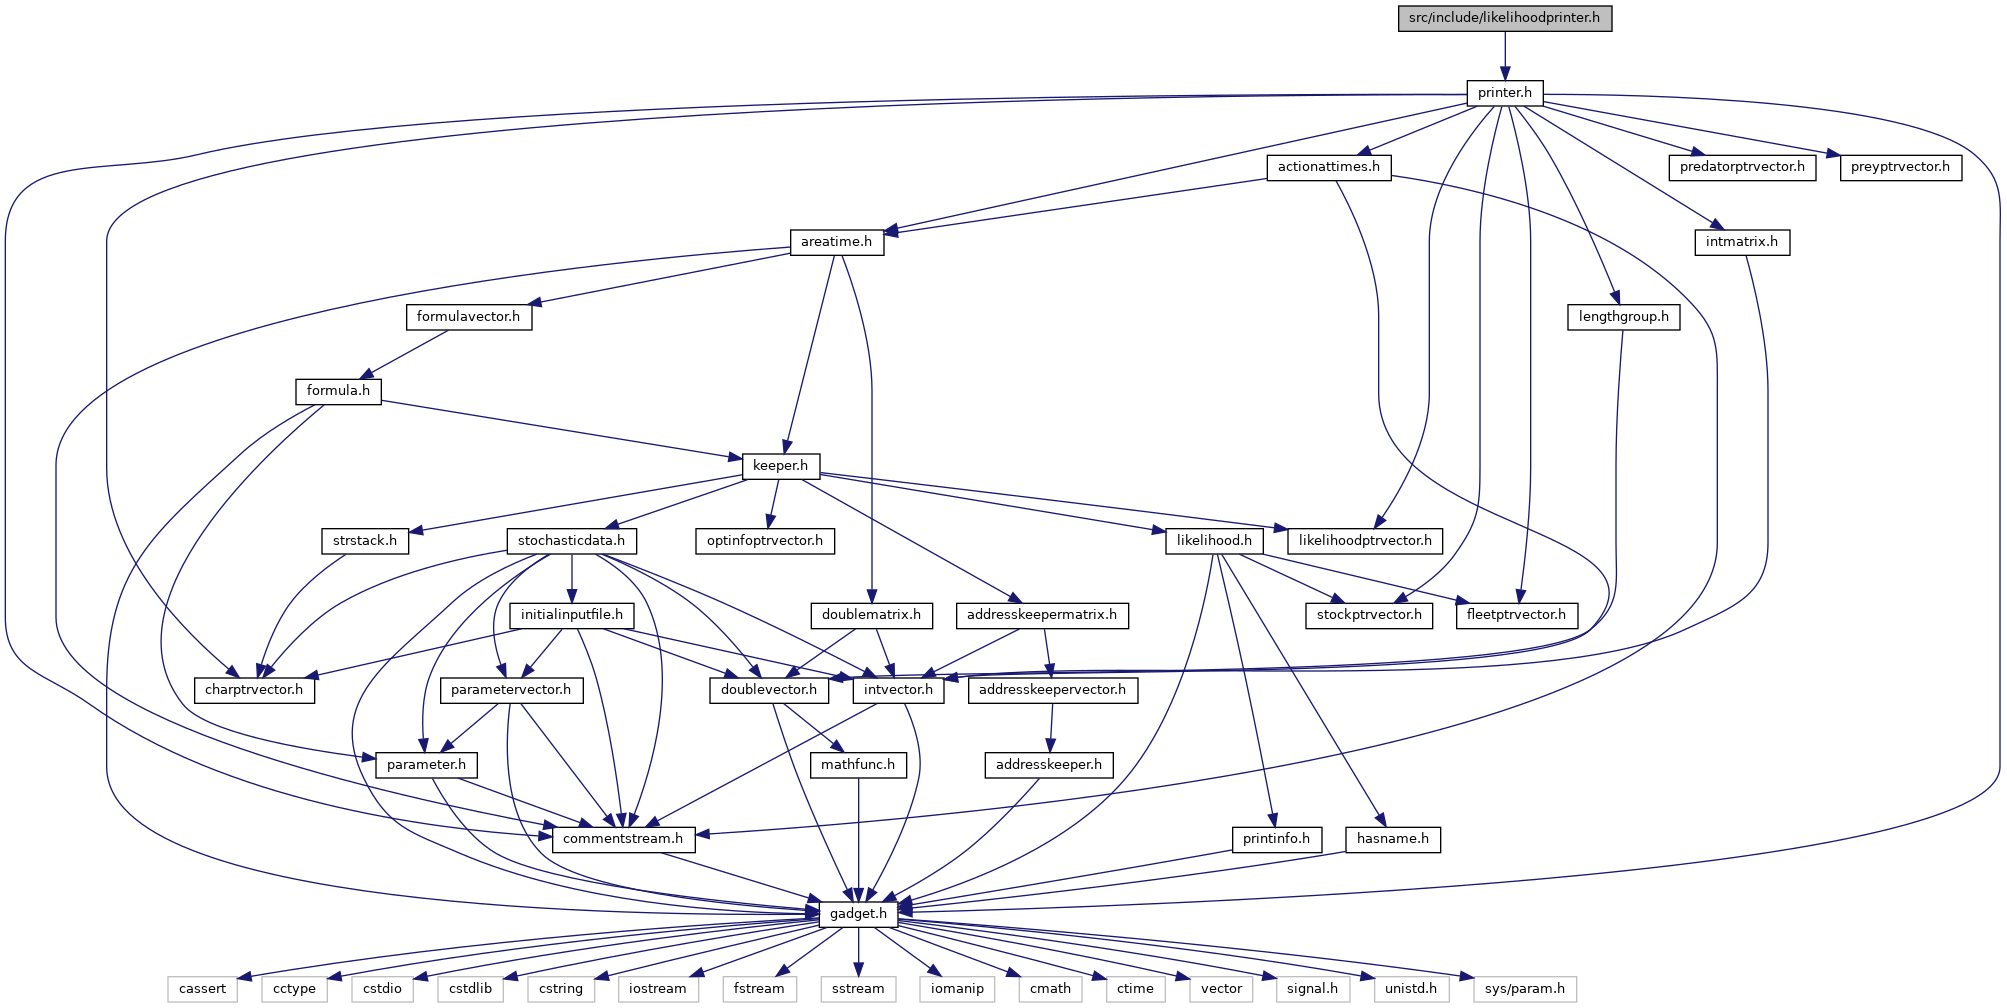 src/include/likelihoodprinter.h
printer.h
actionattimes.h
predatorptrvector.h
preyptrvector.h
areatime.h
intmatrix.h
formulavector.h
lengthgroup.h
formula.h
keeper.h
strstack.h
stochasticdata.h
optinfoptrvector.h
likelihood.h
likelihoodptrvector.h
initialinputfile.h
doublematrix.h
addresskeepermatrix.h
stockptrvector.h
fleetptrvector.h
charptrvector.h
parametervector.h
doublevector.h
intvector.h
addresskeepervector.h
parameter.h
mathfunc.h
addresskeeper.h
commentstream.h
printinfo.h
hasname.h
gadget.h
cassert
cctype
cstdio
cstdlib
cstring
iostream
fstream
sstream
iomanip
cmath
ctime
vector
signal.h
unistd.h
sys/param.h